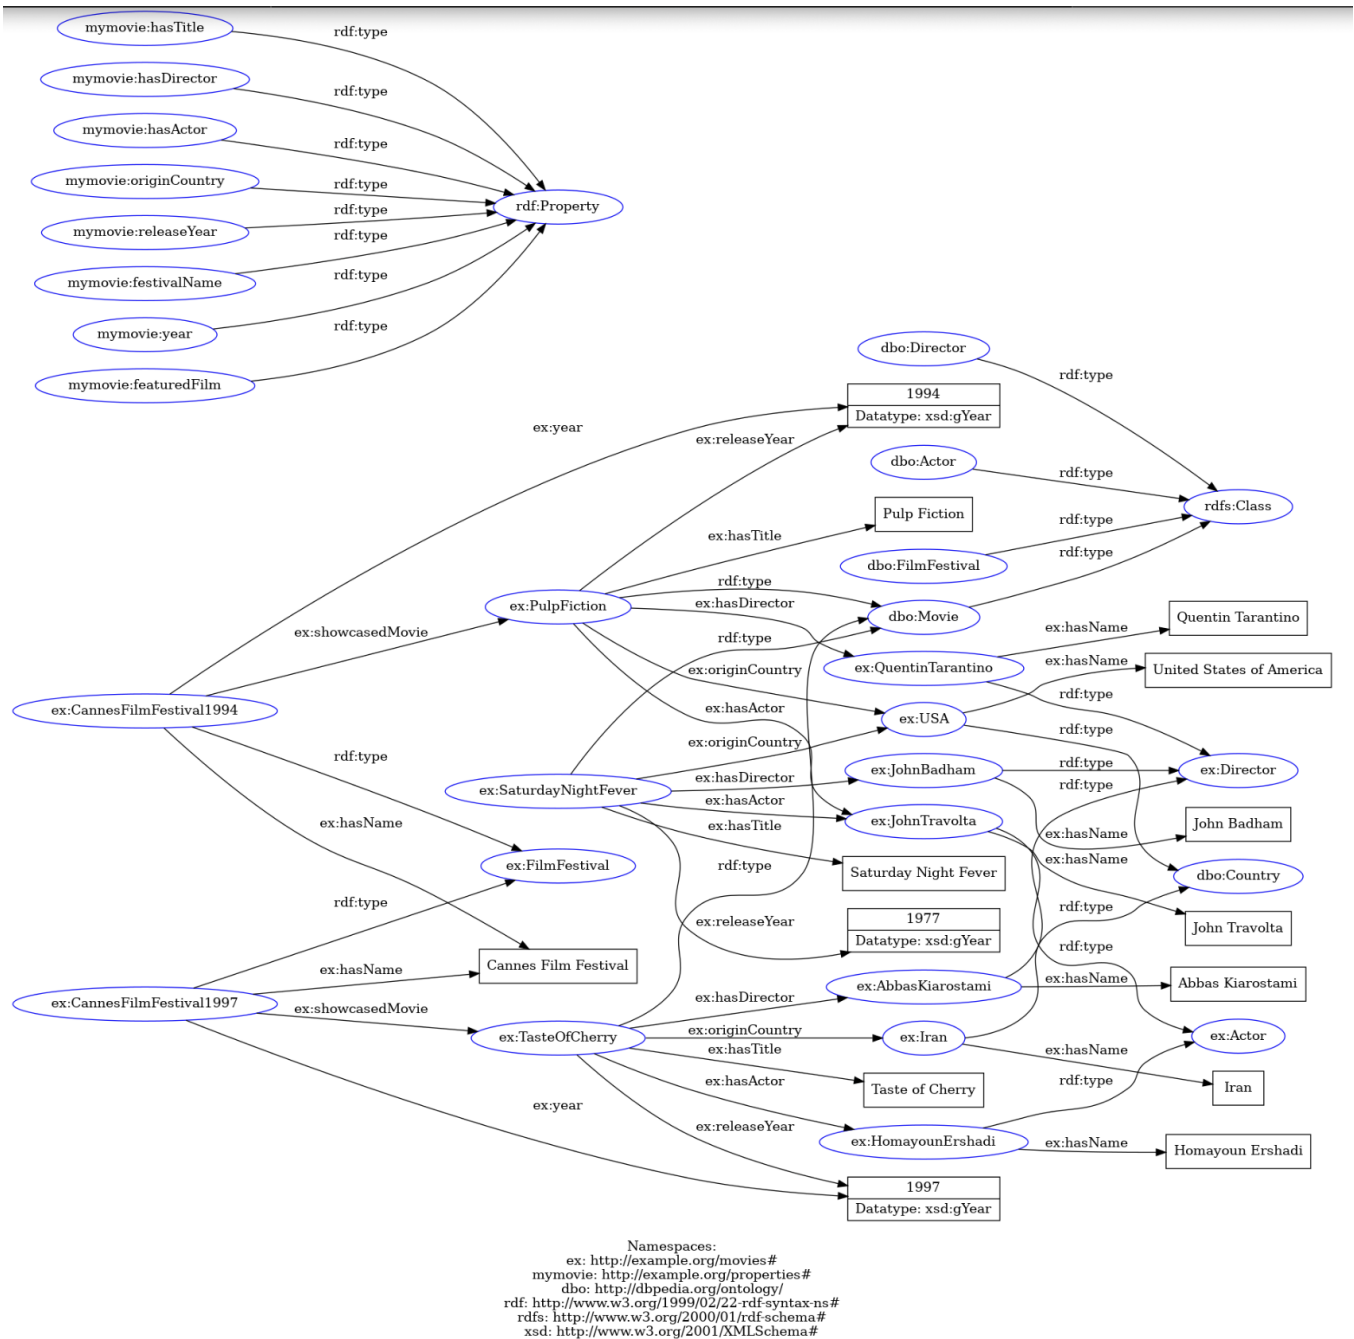 mymovie:hasTitle
rdf:type
mymovie:hasDirector
rdf:type
mymovie:hasActor
rdf:type
mymovie:originCountry
rdf:type
rdf:Property
mymovie:releaseYear
rdf:type
mymovie:festivalName
rdf:type
mymovie:year
rdf:type
mymovie:featuredFilm
rdf:type
dbo:Director
rdf:type
1994
Datatype: xsd:gYear
ex:year
ex:releaseYear
dbo:Actor
rdf:type
rdfs:Class
Pulp Fiction
ex:hasTitle
rdf:type
dbo:FilmFestival
rdf:type
ex:PulpFiction
rdf:type
ex:hasDirector
dbo:Movie
Quentin Tarantino
ex:hasName
ex:showcasedMovie
rdf:type
ex:originCountry
ex:QuentinTarantino
ex:hasName
United States of America
rdf:type
ex:CannesFilmFestival1994
ex:hasActor
ex:USA
rdf:type
rdf:type
ex:originCountry
ex:SaturdayNightFever
ex:hasDirector
ex:JohnBadham
rdf:type
rdf:type
ex:Director
ex:hasActor
ex:hasName
ex:hasTitle
ex:JohnTravolta
ex:hasName
John Badham
ex:hasName
ex:FilmFestival
rdf:type
Saturday Night Fever
dbo:Country
rdf:type
rdf:type
ex:releaseYear
1977
Datatype: xsd:gYear
John Travolta
rdf:type
Cannes Film Festival
ex:hasName
ex:CannesFilmFestival1997
ex:showcasedMovie
ex:hasDirector
ex:AbbasKiarostami
ex:hasName
Abbas Kiarostami
ex:TasteOfCherry
ex:originCountry
ex:Iran
ex:Actor
ex:hasTitle
ex:hasName
ex:hasActor
Taste of Cherry
rdf:type
Iran
ex:year
ex:releaseYear
ex:HomayounErshadi
ex:hasName
Homayoun Ershadi
1997
Datatype: xsd:gYear
Namespaces:
ex: http://example.org/movies#
mymovie: http://example.org/properties#
dbo: http://dbpedia.org/ontology/
rdf: http://www.w3.org/1999/02/22-rdf-syntax-ns#
rdfs: http://www.w3.org/2000/01/rdf-schema#
xsd: http://www.w3.org/2001/XMLSchema#